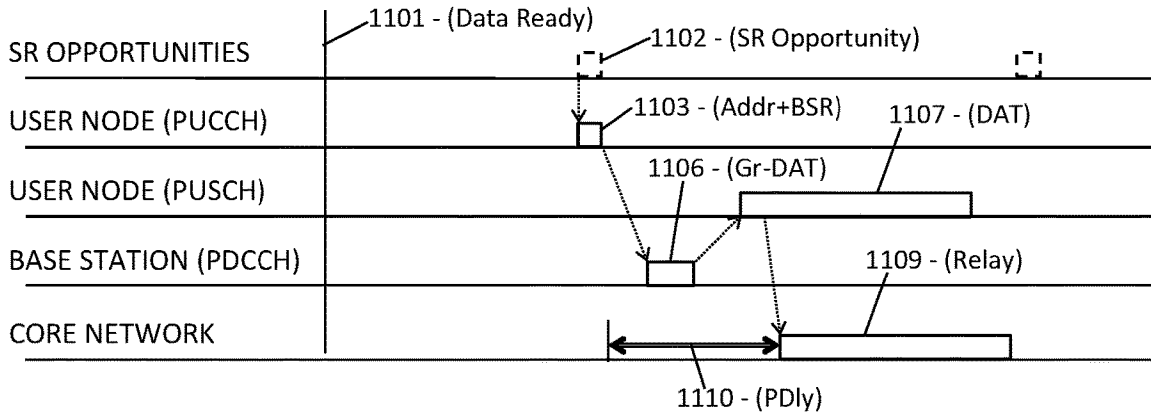 1101 - (Data Ready)
SR OPPORTUNITIES
1102 - (SR Opportunity)
USER NODE (PUCCH)
1103 - (Addr+BSR)
1107 - (DAT)
USER NODE (PUSCH)
1106 - (Gr-DAT)
BASE STATION (PDCCH)
1109 - (Relay)
CORE NETWORK
1110 - (PDly)